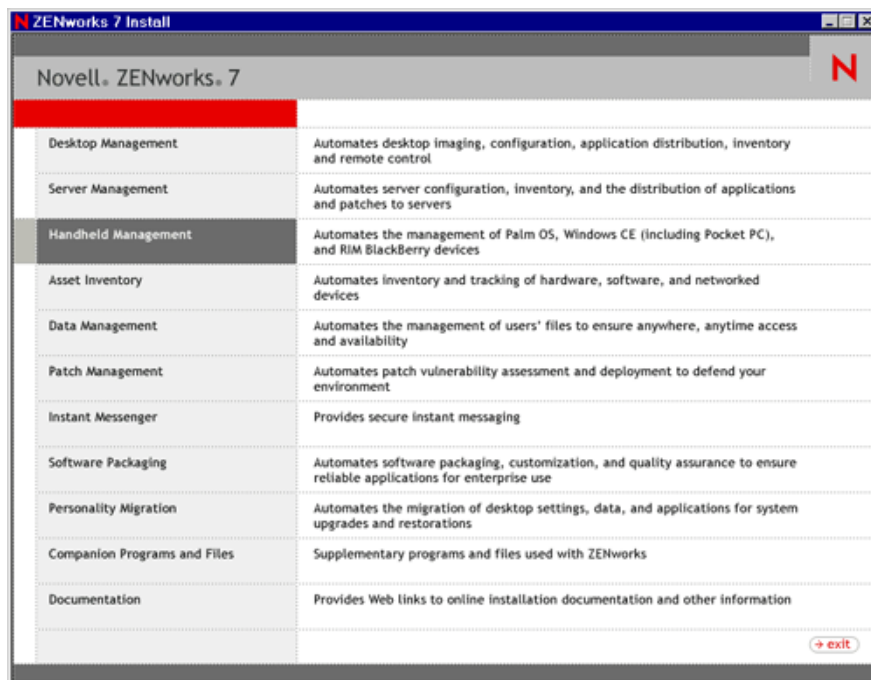 N ZENworks 7 Install
Novell® ZENworks® 7
N
Desktop Management
Automates desktop imaging, configuration, application distribution, inventory
and remote control
Server Management
Automates server configuration, inventory, and the distribution of applications
and patches to servers
Handheld Management
Automates the management of Palm OS, Windows CE (including Pocket PC),
and RIM BlackBerry devices
Asset Inventory
Automates inventory and tracking of hardware, software, and networked
devices
Data Management
Automates the management of users' files to ensure anywhere, anytime access
and availability
Patch Management
Automates patch vulnerability assessment and deployment to defend your
environment
Instant Messenger
Provides secure instant messaging
Software Packaging
Automates software packaging, customization, and quality assurance to ensure
reliable applications for enterprise use
Personality Migration
Automates the migration of desktop settings, data, and applications for system
upgrades and restorations
Companion Programs and Files
Supplementary programs and files used with ZENworks
Documentation
Provides Web links to online installation documentation and other information
exit